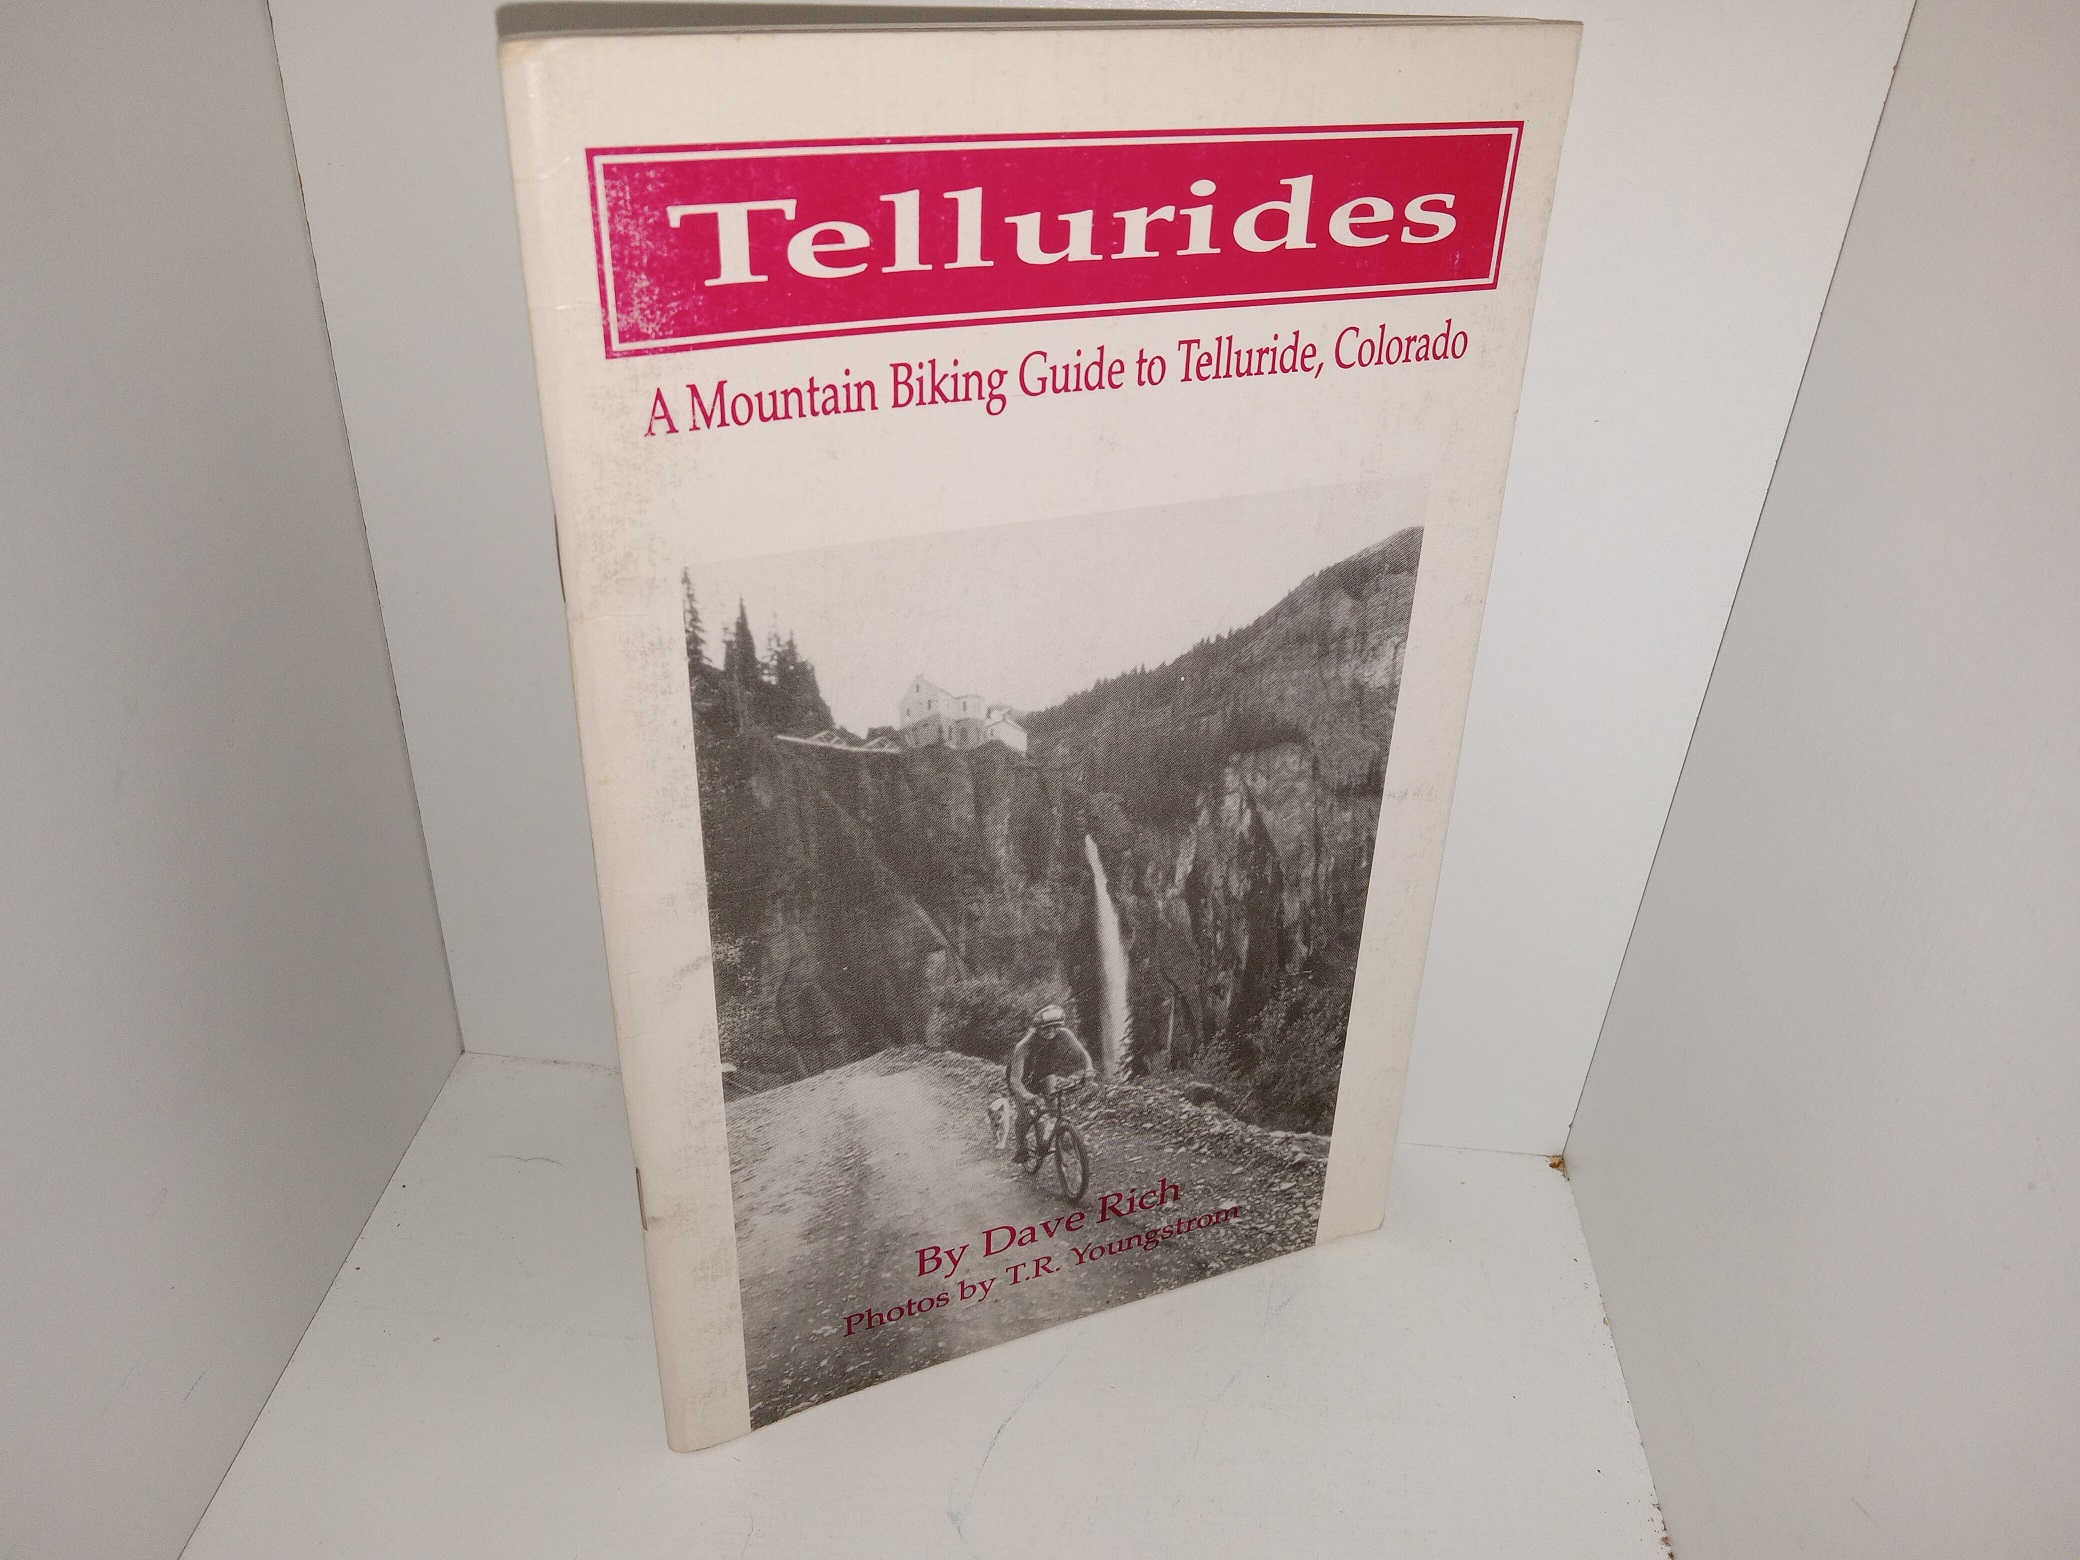 Tellurides
A Mountain Biking Guide to Telluride, Colorado
By Dave Rich
Photos by T.R. Youngstrom